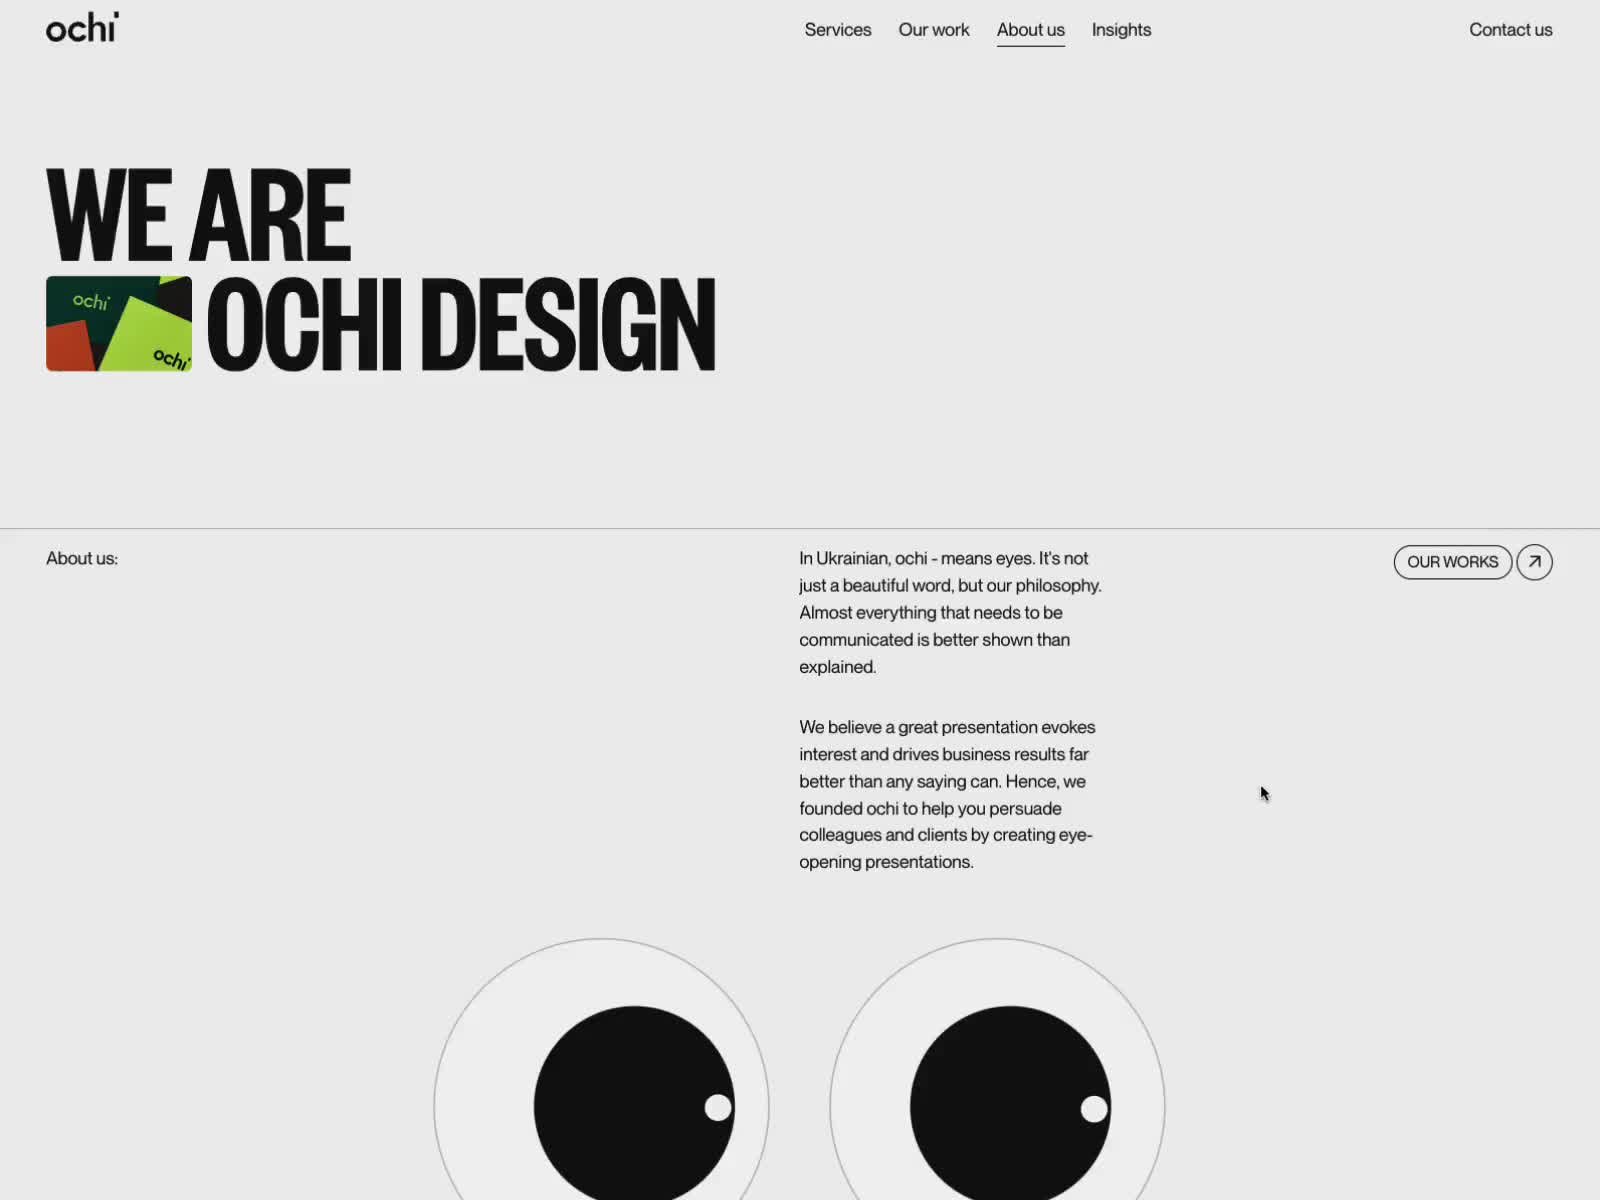 ochi
Services
Our work
About us
Insights
Contact us
WE ARE
ochi
ochi
OCHI DESIGN
About us:
In Ukrainian, ochi - means eyes. It's not
just a beautiful word, but our philosophy.
Almost everything that needs to be
communicated is better shown than
explained.
We believe a great presentation evokes
interest and drives business results far
better than any saying can. Hence, we
founded ochi to help you persuade
colleagues and clients by creating eye-
opening presentations.
OUR WORKS